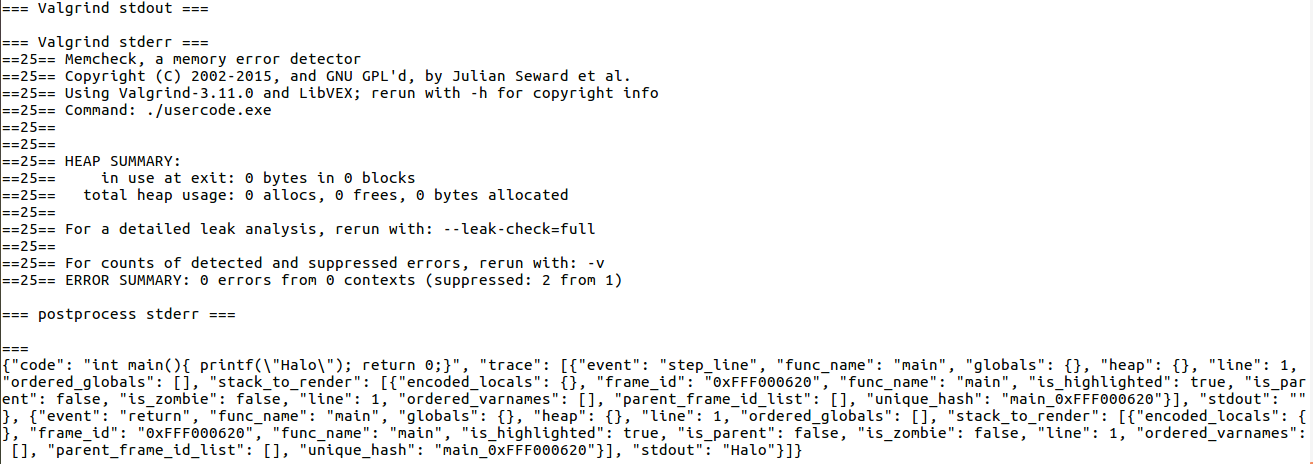 === Valgrind stdout ===
=== Valgrind stderr ===
==25== Memcheck, a memory error detector
==25== Copyright (C) 2002-2015, and GNU GPL'd, by Julian Seward et al.
==25== Using Valgrind-3.11.0 and LibVEX; rerun with -h for copyright info
==25== Command: ./usercode.exe
==25==
==25==
==25== HEAP SUMMARY:
==25==     in use at exit: 0 bytes in 0 blocks
==25==   total heap usage: 0 allocs, 0 frees, 0 bytes allocated
==25==
==25== For a detailed leak analysis, rerun with: --leak-check=full
==25==
==25== For counts of detected and suppressed errors, rerun with: -v
==25== ERROR SUMMARY: 0 errors from 0 contexts (suppressed: 2 from 1)
=== postprocess stderr ===
===
{"code": "int main(){ printf(\"Halo\"); return 0;}", "trace": [{"event": "step_line", "func_name": "main", "globals": {}, "heap": {}, "line": 1,
"ordered_globals": [], "stack_to_render": [{"encoded_locals": {}, "frame_id": "0xFFF000620", "func_name": "main", "is_highlighted": true, "is_par
ent": false, "is_zombie": false, "line": 1, "ordered_varnames": [], "parent_frame_id_list": [], "unique_hash": "main_0xFFF000620"}], "stdout": ""
}, {"event": "return", "func_name": "main", "globals": {}, "heap": {}, "line": 1, "ordered_globals": [], "stack_to_render": [{"encoded_locals": {
}, "frame_id": "0xFFF000620", "func_name": "main", "is_highlighted": true, "is_parent": false, "is_zombie": false, "line": 1, "ordered_varnames":
 [], "parent_frame_id_list": [], "unique_hash": "main_0xFFF000620"}], "stdout": "Halo"}]}